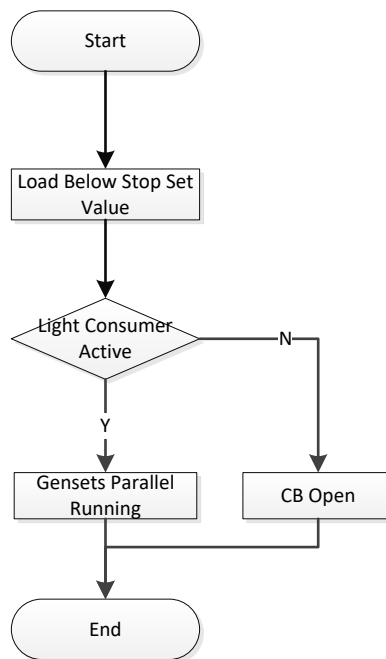 Start
Load Below Stop Set
Value
Light Consumer
Active
N
Y
Gensets Parallel
Running
CB Open
End